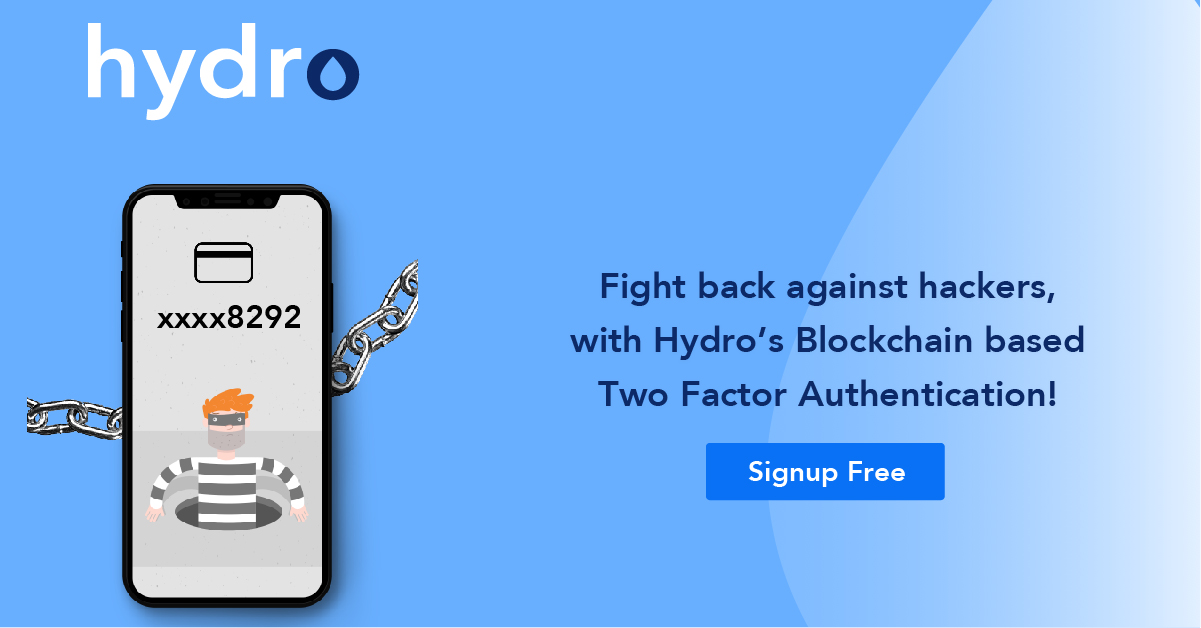 hydro
xxxx8292
Fight back against hackers,
with Hydro’s Blockchain based
Two Factor Authentication!
Signup Free